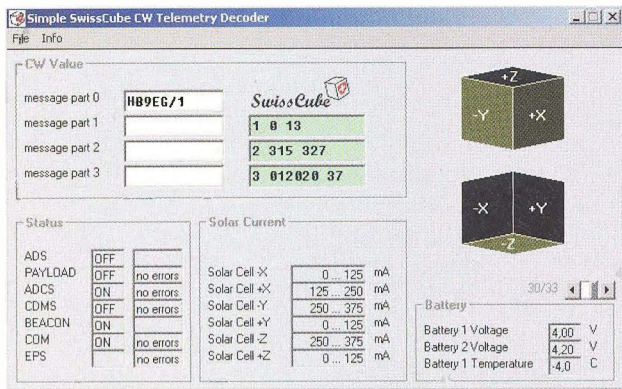 Simple SwissCube CW Telemetry Decoder
File Info
CW Value
message part 0 HB9EG/1 SwissCube
message part 1 1 0 13
message part 2 2 315 327
message part 3 3 012020 37
+Z
-Y +X
-X +Y
-Z
30/33
Status
ADS OFF
PAYLOAD OFF no errors
ADCS ON no errors
CDMS OFF no errors
BEACON ON
COM ON no errors
EPS no errors
Solar Current
Solar Cell -X 0 ... 125 mA
Solar Cell +X 125 ... 250 mA
Solar Cell -Y 250 ... 375 mA
Solar Cell +Y 0 ... 125 mA
Solar Cell -Z 250 ... 375 mA
Solar Cell +Z 0 ... 125 mA
Battery
Battery 1 Voltage 4,00 V
Battery 2 Voltage 4,20 V
Battery 1 Temperature -4,0 C